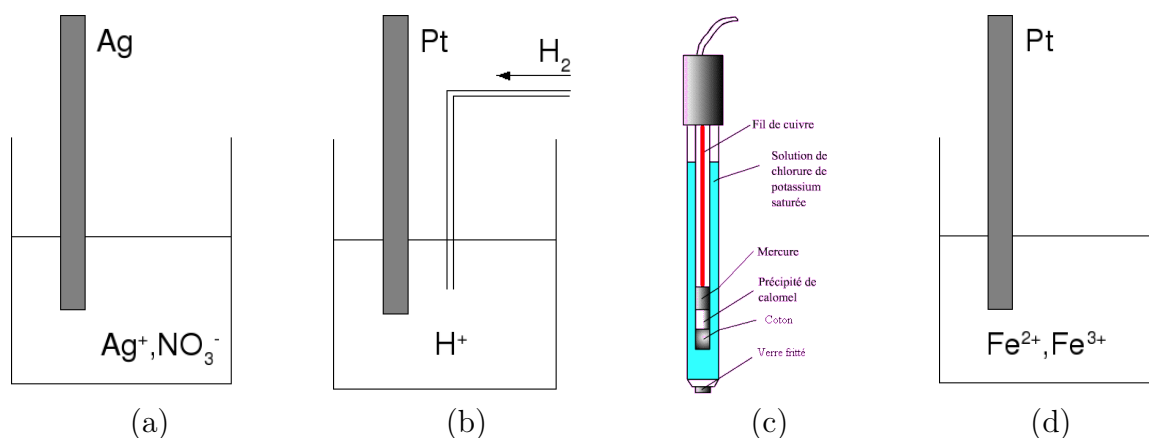 Ag
Ag⁺,NO₃⁻
(a)
Pt
H₂
H⁺
(b)
Fil de cuivre
Solution de
chlorure de
potassium
saturée
Mercure
Précipité de
calomel
Coton
Verre fritté
(c)
Pt
Fe²⁺,Fe³⁺
(d)